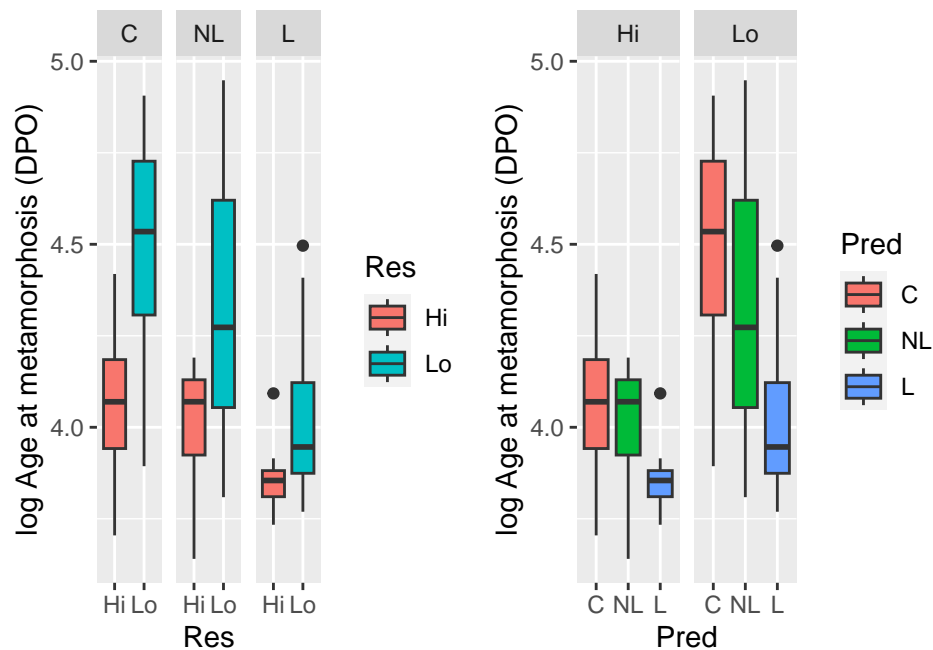 C NL L
log Age at metamorphosis (DPO)
5.0
4.5
4.0
Hi Lo Hi Lo Hi Lo
Res
Res
Hi
Lo
Hi Lo
log Age at metamorphosis (DPO)
5.0
4.5
4.0
C NL L C NL L
Pred
Pred
C
NL
L